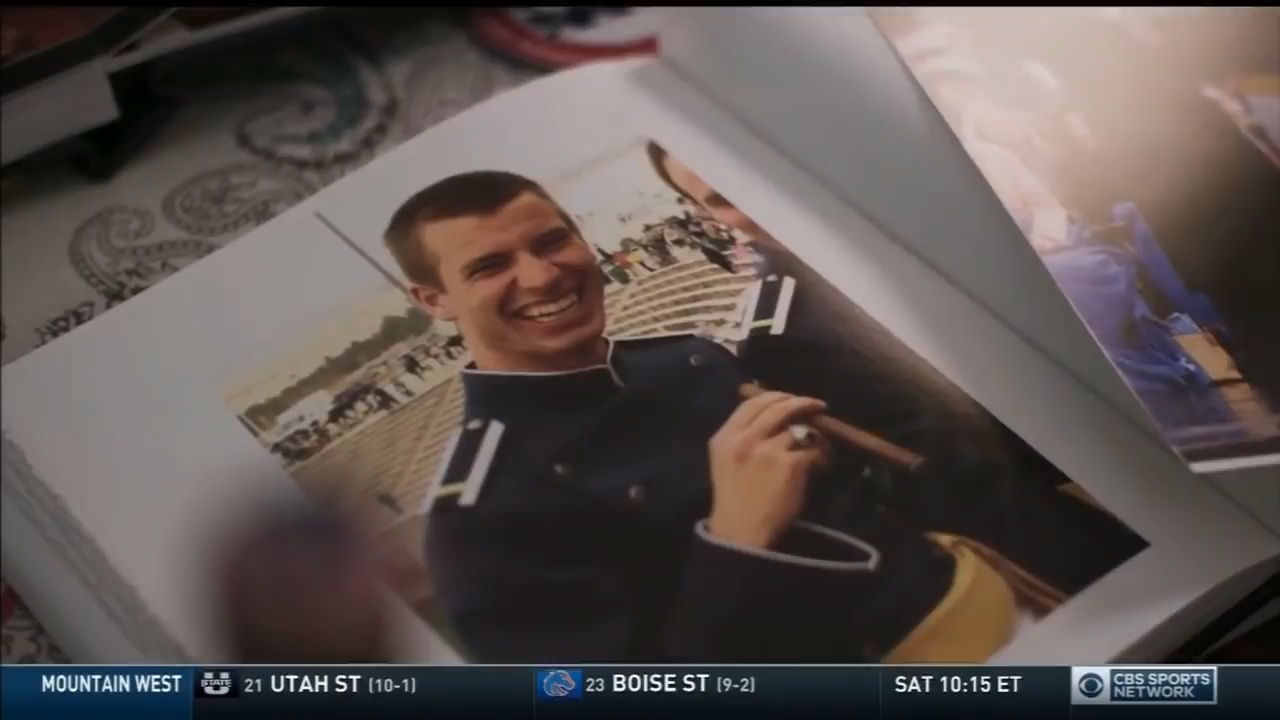 MOUNTAIN WEST
STATE
21 UTAH ST (10-1)
23 BOISE ST (9-2)
SAT 10:15 ET
CBS SPORTS
NETWORK